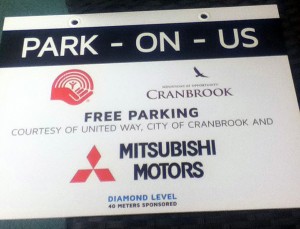 PARK - ON - US
CRANBROOK
FREE PARKING
COURTESY OF UNITED WAY, CITY OF CRANBROOK AND
MITSUBISHI
MOTORS
DIAMOND LEVEL
40 METERS SPONSORED